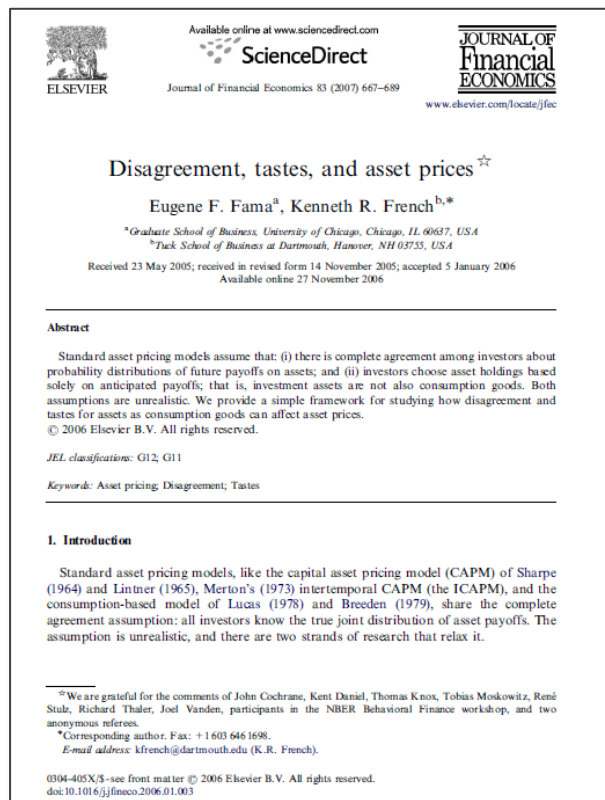 Available online at www.sciencedirect.com
ScienceDirect
ELSEVIER
Journal of Financial Economics 83 (2007) 667–689
JOURNAL OF
Financial
ECONOMICS
www.elsevier.com/locate/jfec
Disagreement, tastes, and asset prices☆
Eugene F. Fama^a, Kenneth R. French^b,*
^a Graduate School of Business, University of Chicago, Chicago, IL 60637, USA
^b Tuck School of Business at Dartmouth, Hanover, NH 03755, USA
Received 23 May 2005; received in revised form 14 November 2005; accepted 5 January 2006
Available online 27 November 2006
Abstract
Standard asset pricing models assume that: (i) there is complete agreement among investors about
probability distributions of future payoffs on assets; and (ii) investors choose asset holdings based
solely on anticipated payoffs; that is, investment assets are not also consumption goods. Both
assumptions are unrealistic. We provide a simple framework for studying how disagreement and
tastes for assets as consumption goods can affect asset prices.
© 2006 Elsevier B.V. All rights reserved.
JEL classifications: G12; G11
Keywords: Asset pricing; Disagreement; Tastes
1. Introduction
Standard asset pricing models, like the capital asset pricing model (CAPM) of Sharpe
(1964) and Lintner (1965), Merton's (1973) intertemporal CAPM (the ICAPM), and the
consumption-based model of Lucas (1978) and Breeden (1979), share the complete
agreement assumption: all investors know the true joint distribution of asset payoffs. The
assumption is unrealistic, and there are two strands of research that relax it.
☆We are grateful for the comments of John Cochrane, Kent Daniel, Thomas Knox, Tobias Moskowitz, René
Stulz, Richard Thaler, Joel Vanden, participants in the NBER Behavioral Finance workshop, and two
anonymous referees.
*Corresponding author. Fax: +1 603 646 1698.
E-mail address: kfrench@dartmouth.edu (K.R. French).
0304-405X/$ - see front matter © 2006 Elsevier B.V. All rights reserved.
doi:10.1016/j.jfineco.2006.01.003